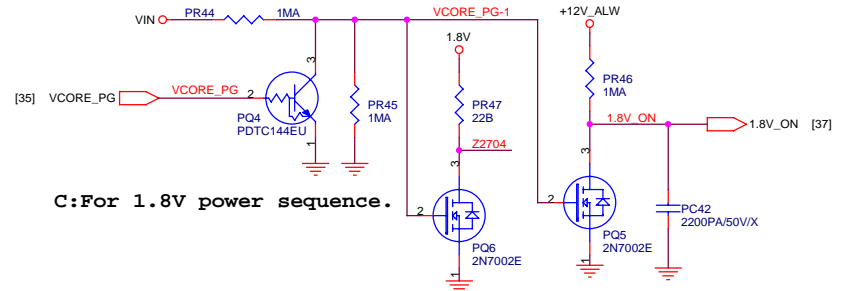 VIN PR44 1MA VCORE_PG-1 +12V_ALW
1.8V
3
PR46
1MA
[35] VCORE_PG VCORE_PG 2
PR45
1MA
PR47
22B
PQ4
PDTC144EU
1
1.8V_ON 1.8V_ON [37]
Z2704
3 3
C:For 1.8V power sequence.
2 2
PC42
2200PA/50V/X
PQ6
2N7002E
PQ5
2N7002E
1 1